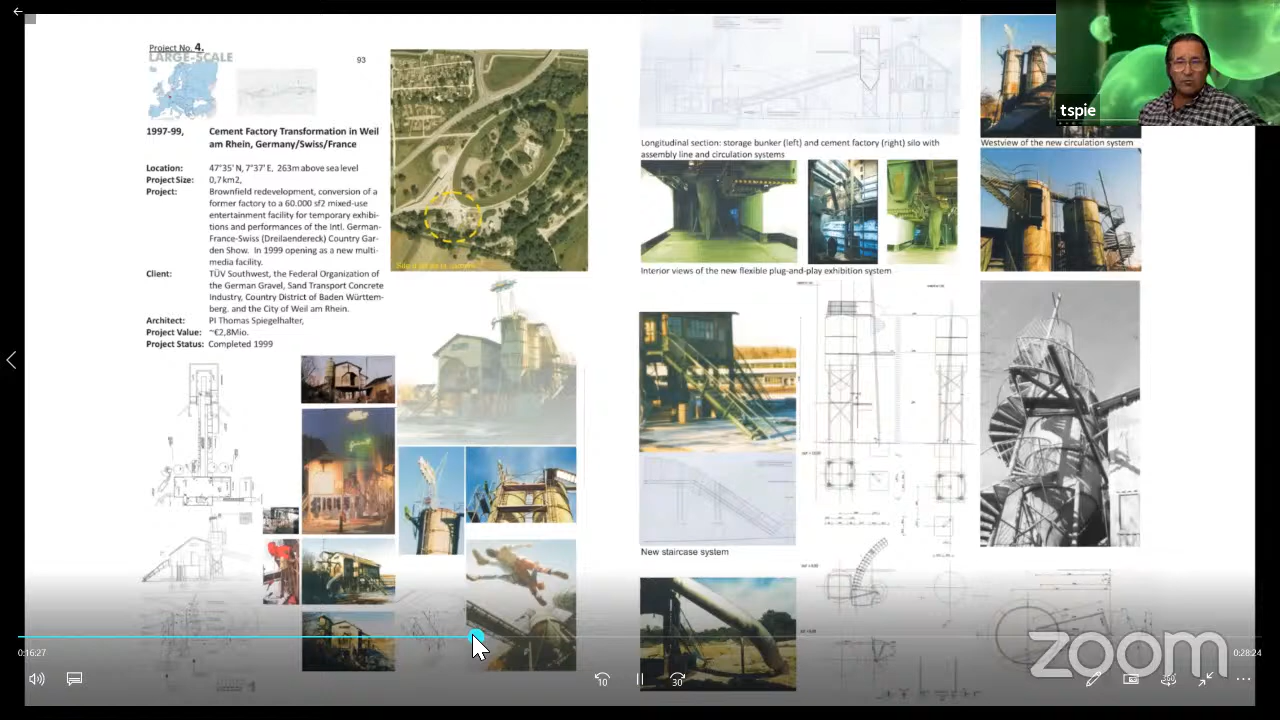 Project No. 4.
LARGE-SCALE
93
1997-99, Cement Factory Transformation in Weil
am Rhein, Germany/Swiss/France
Location: 47°35' N, 7°37' E, 263m above sea level
Project Size: 0,7km2,
Project: Brownfield redevelopment, conversion of a
former factory to a 60.000 sf2 mixed-use
entertainment facility for temporary exhibi-
tions and performances of the Intl. German-
France-Swiss (Dreilaendereck) Country Gar-
den Show. In 1999 opening as a new multi-
media facility.
Client: TÜV Southwest, the Federal Organization of
the German Gravel, Sand Transport Concrete
Industry, Country District of Baden Württem-
berg. and the City of Weil am Rhein.
Architect: PI Thomas Spiegelhalter,
Project Value: ~€2,8Mio.
Project Status: Completed 1999
Longitudinal section: storage bunker (left) and cement factory (right) silo with
assembly line and circulation systems
Interior views of the new flexible plug-and-play exhibition system
New staircase system
Westview of the new circulation system
tspie
0:16:27
0:28:24
10
30
zoom